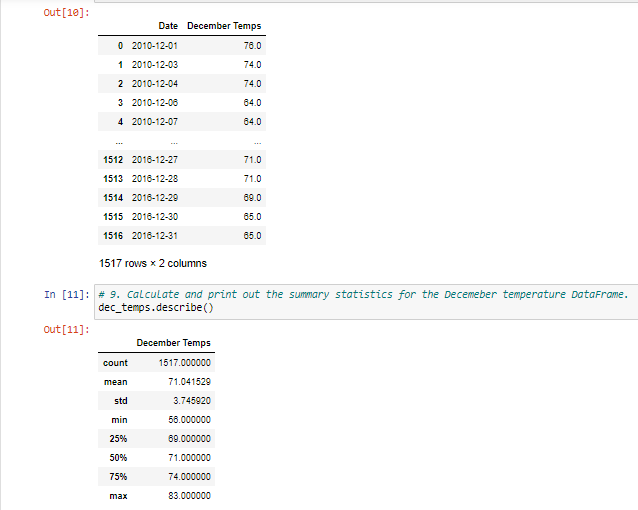 Out[10]:
Date December Temps
0 2010-12-01 76.0
1 2010-12-03 74.0
2 2010-12-04 74.0
3 2010-12-06 64.0
4 2010-12-07 64.0
... ... ...
1512 2016-12-27 71.0
1513 2016-12-28 71.0
1514 2016-12-29 69.0
1515 2016-12-30 65.0
1516 2016-12-31 65.0
1517 rows × 2 columns
In [11]: # 9. Calculate and print out the summary statistics for the Decemeber temperature DataFrame.
dec_temps.describe()
Out[11]:
December Temps
count 1517.000000
mean 71.041529
std 3.745920
min 56.000000
25% 69.000000
50% 71.000000
75% 74.000000
max 83.000000